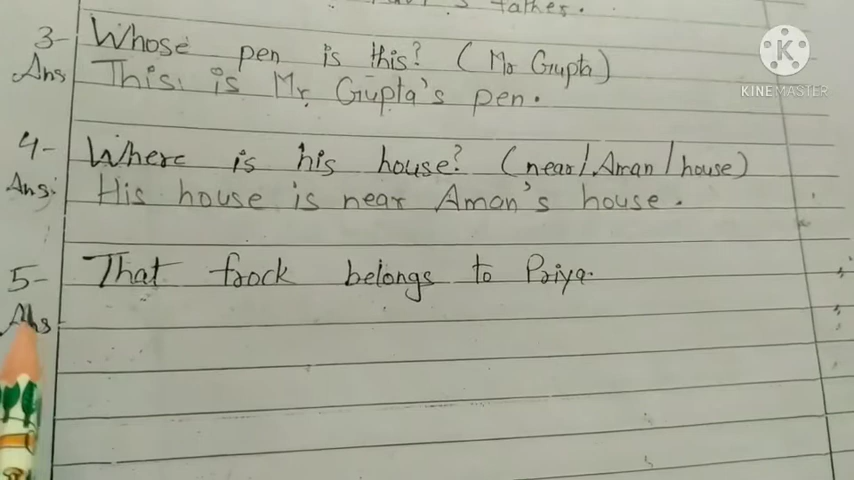 father.
3- Whose pen is this? (Mr Gupta)
Ans This is Mr Gupta's pen.
4- Where is his house? (near/Aman/house)
Ans: His house is near Aman's house.
5- That frock belongs to Priya.
Ans
K
KINEMASTER